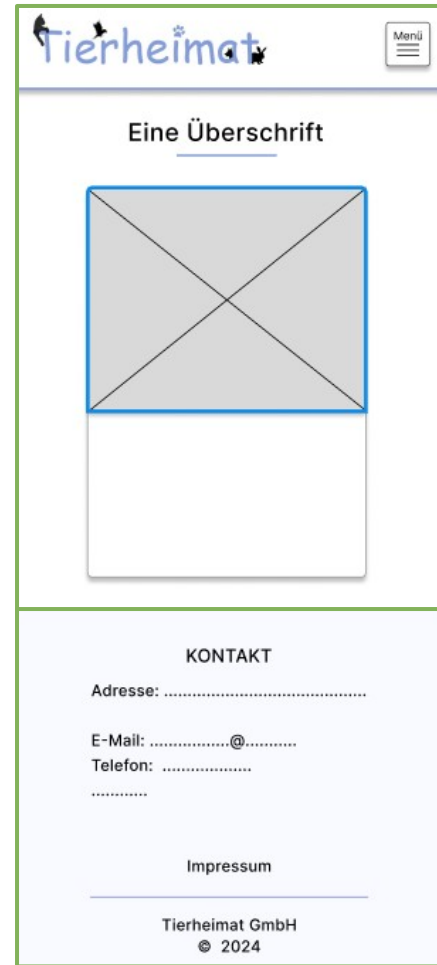 Tierheimat
Menü
Eine Überschrift
KONTAKT
Adresse: ...........................................
E-Mail: .................@...........
Telefon: ...................
............
Impressum
Tierheimat GmbH
© 2024